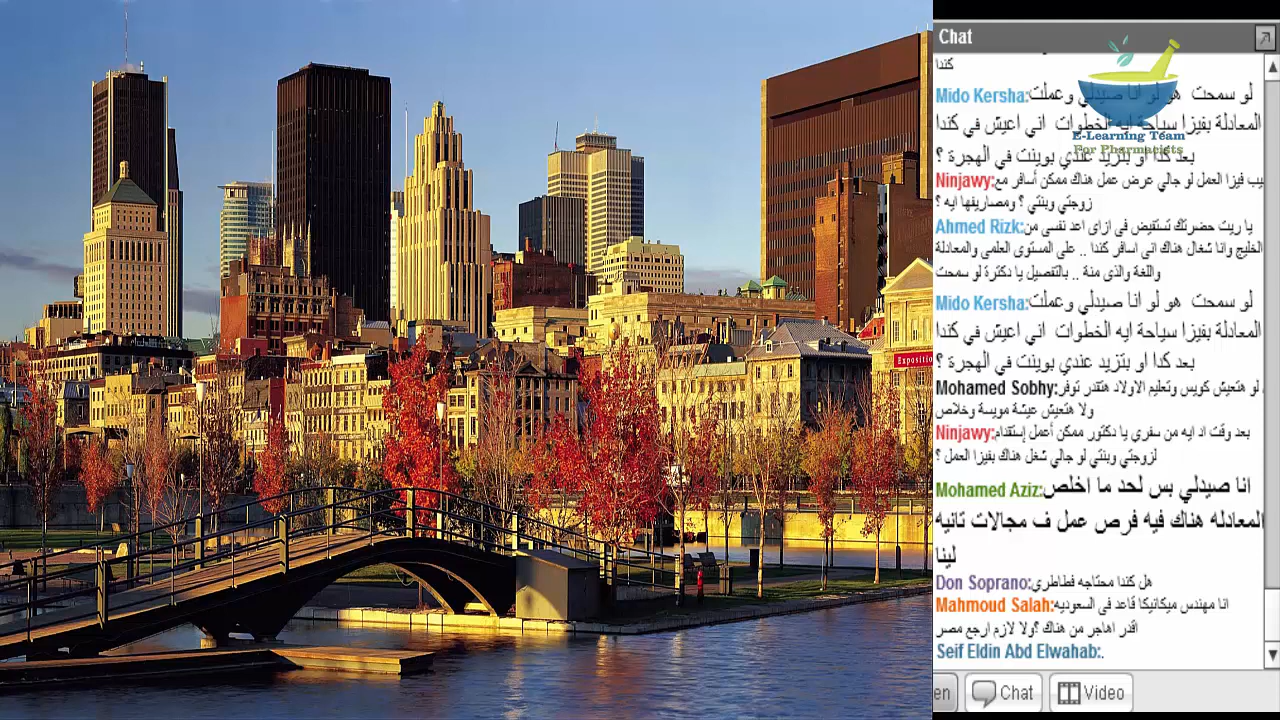 Chat
كندا
Mido Kersha: لو سمحت هو لو انا صيدلي وعملت
المعادلة بفيزا سياحة ايه الخطوات اني اعيش في كندا
بعد كدا او بتزيد عندي بوينت في الهجرة ؟
E-Learning Team
For Pharmacists
Ninjawy: يب فيزا العمل لو جالي عرض عمل هناك ممكن أسافر مع
زوجتي وبنتي ؟ ومصاريفها ايه ؟
Ahmed Rizk: يا ريت حضرتك تستفيض فى ازاى اعد نفسى من
الخليج وانا شغال هناك انى اسافر كندا .. على المستوى العلمى والمعادلة
واللغة والذى منة .. بالتفصيل يا دكترة لو سمحت
Mido Kersha: لو سمحت هو لو انا صيدلي وعملت
المعادلة بفيزا سياحة ايه الخطوات اني اعيش في كندا
بعد كدا او بتزيد عندي بوينت في الهجرة ؟
Mohamed Sobhy: لو هتعيش كويس وتعليم الاولاد هتقدر توفر
ولا هتعيش عيشة مويسة وخلاص
Ninjawy: بعد وقت اد ايه من سفري يا دكتور ممكن أعمل إستقدام
لزوجتي وبنتي لو جالي شغل هناك بفيزا العمل ؟
Mohamed Aziz: انا صيدلي بس لحد ما اخلص
المعادله هناك فيه فرص عمل ف مجالات تانيه
لينا
Don Soprano: هل كندا محتاجه فطاطري
Mahmoud Salah: انا مهندس ميكانيكا قاعد فى السعوديه
اقدر اهاجر من هناك ؟ولا لازم ارجع مصر
Seif Eldin Abd Elwahab: .
en
Chat
Video
Exposition